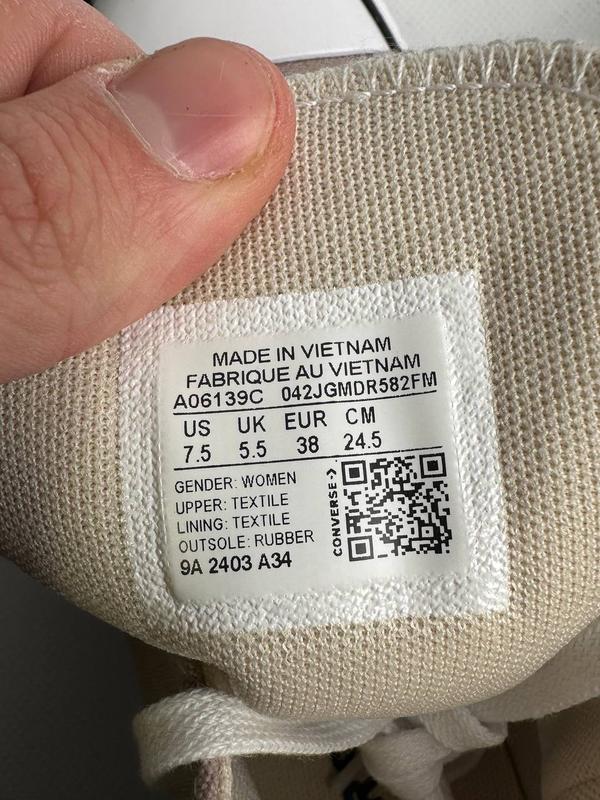 MADE IN VIETNAM
FABRIQUE AU VIETNAM
A06139C 042JGMDR582FM
US UK EUR CM
7.5 5.5 38 24.5
GENDER: WOMEN
UPPER: TEXTILE
LINING: TEXTILE
OUTSOLE: RUBBER
9A 2403 A34
CONVERSE->